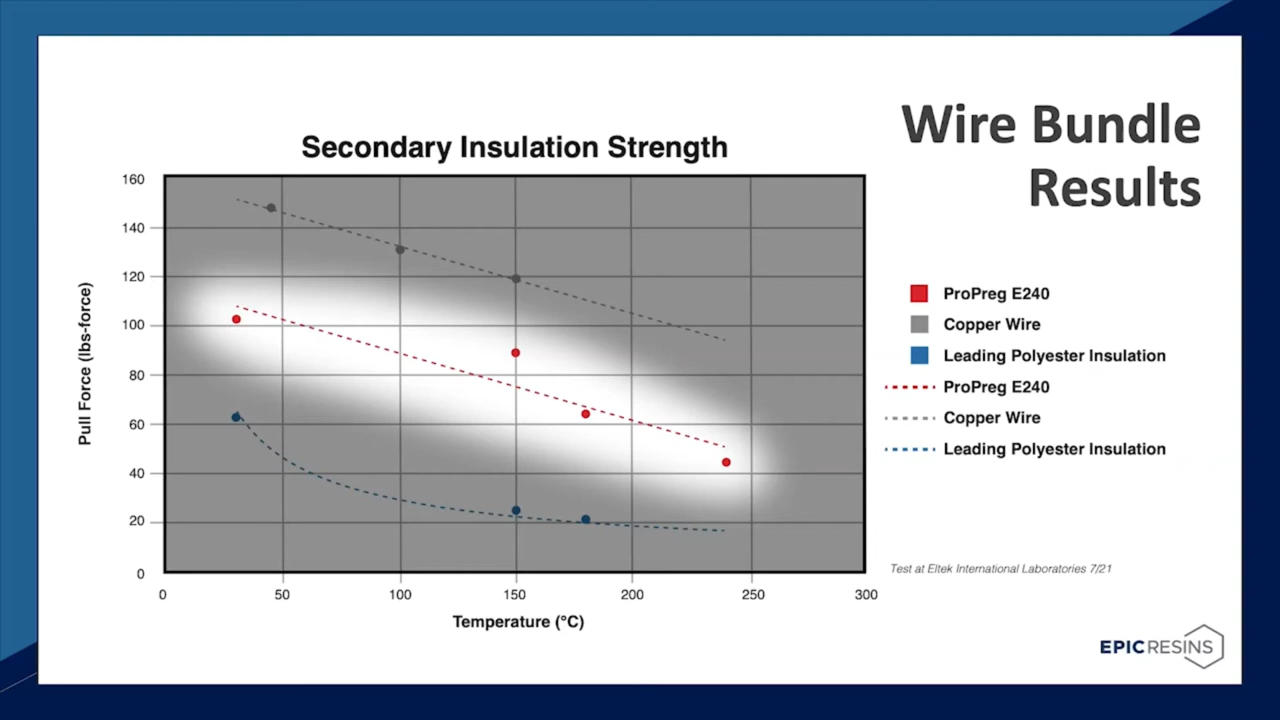 Wire Bundle
Results
Secondary Insulation Strength
160
140
120
100
80
60
40
20
0
Pull Force (lbs-force)
0 50 100 150 200 250 300
Temperature (°C)
ProPreg E240
Copper Wire
Leading Polyester Insulation
ProPreg E240
Copper Wire
Leading Polyester Insulation
Test at Eltek International Laboratories 7/21
EPICRESINS